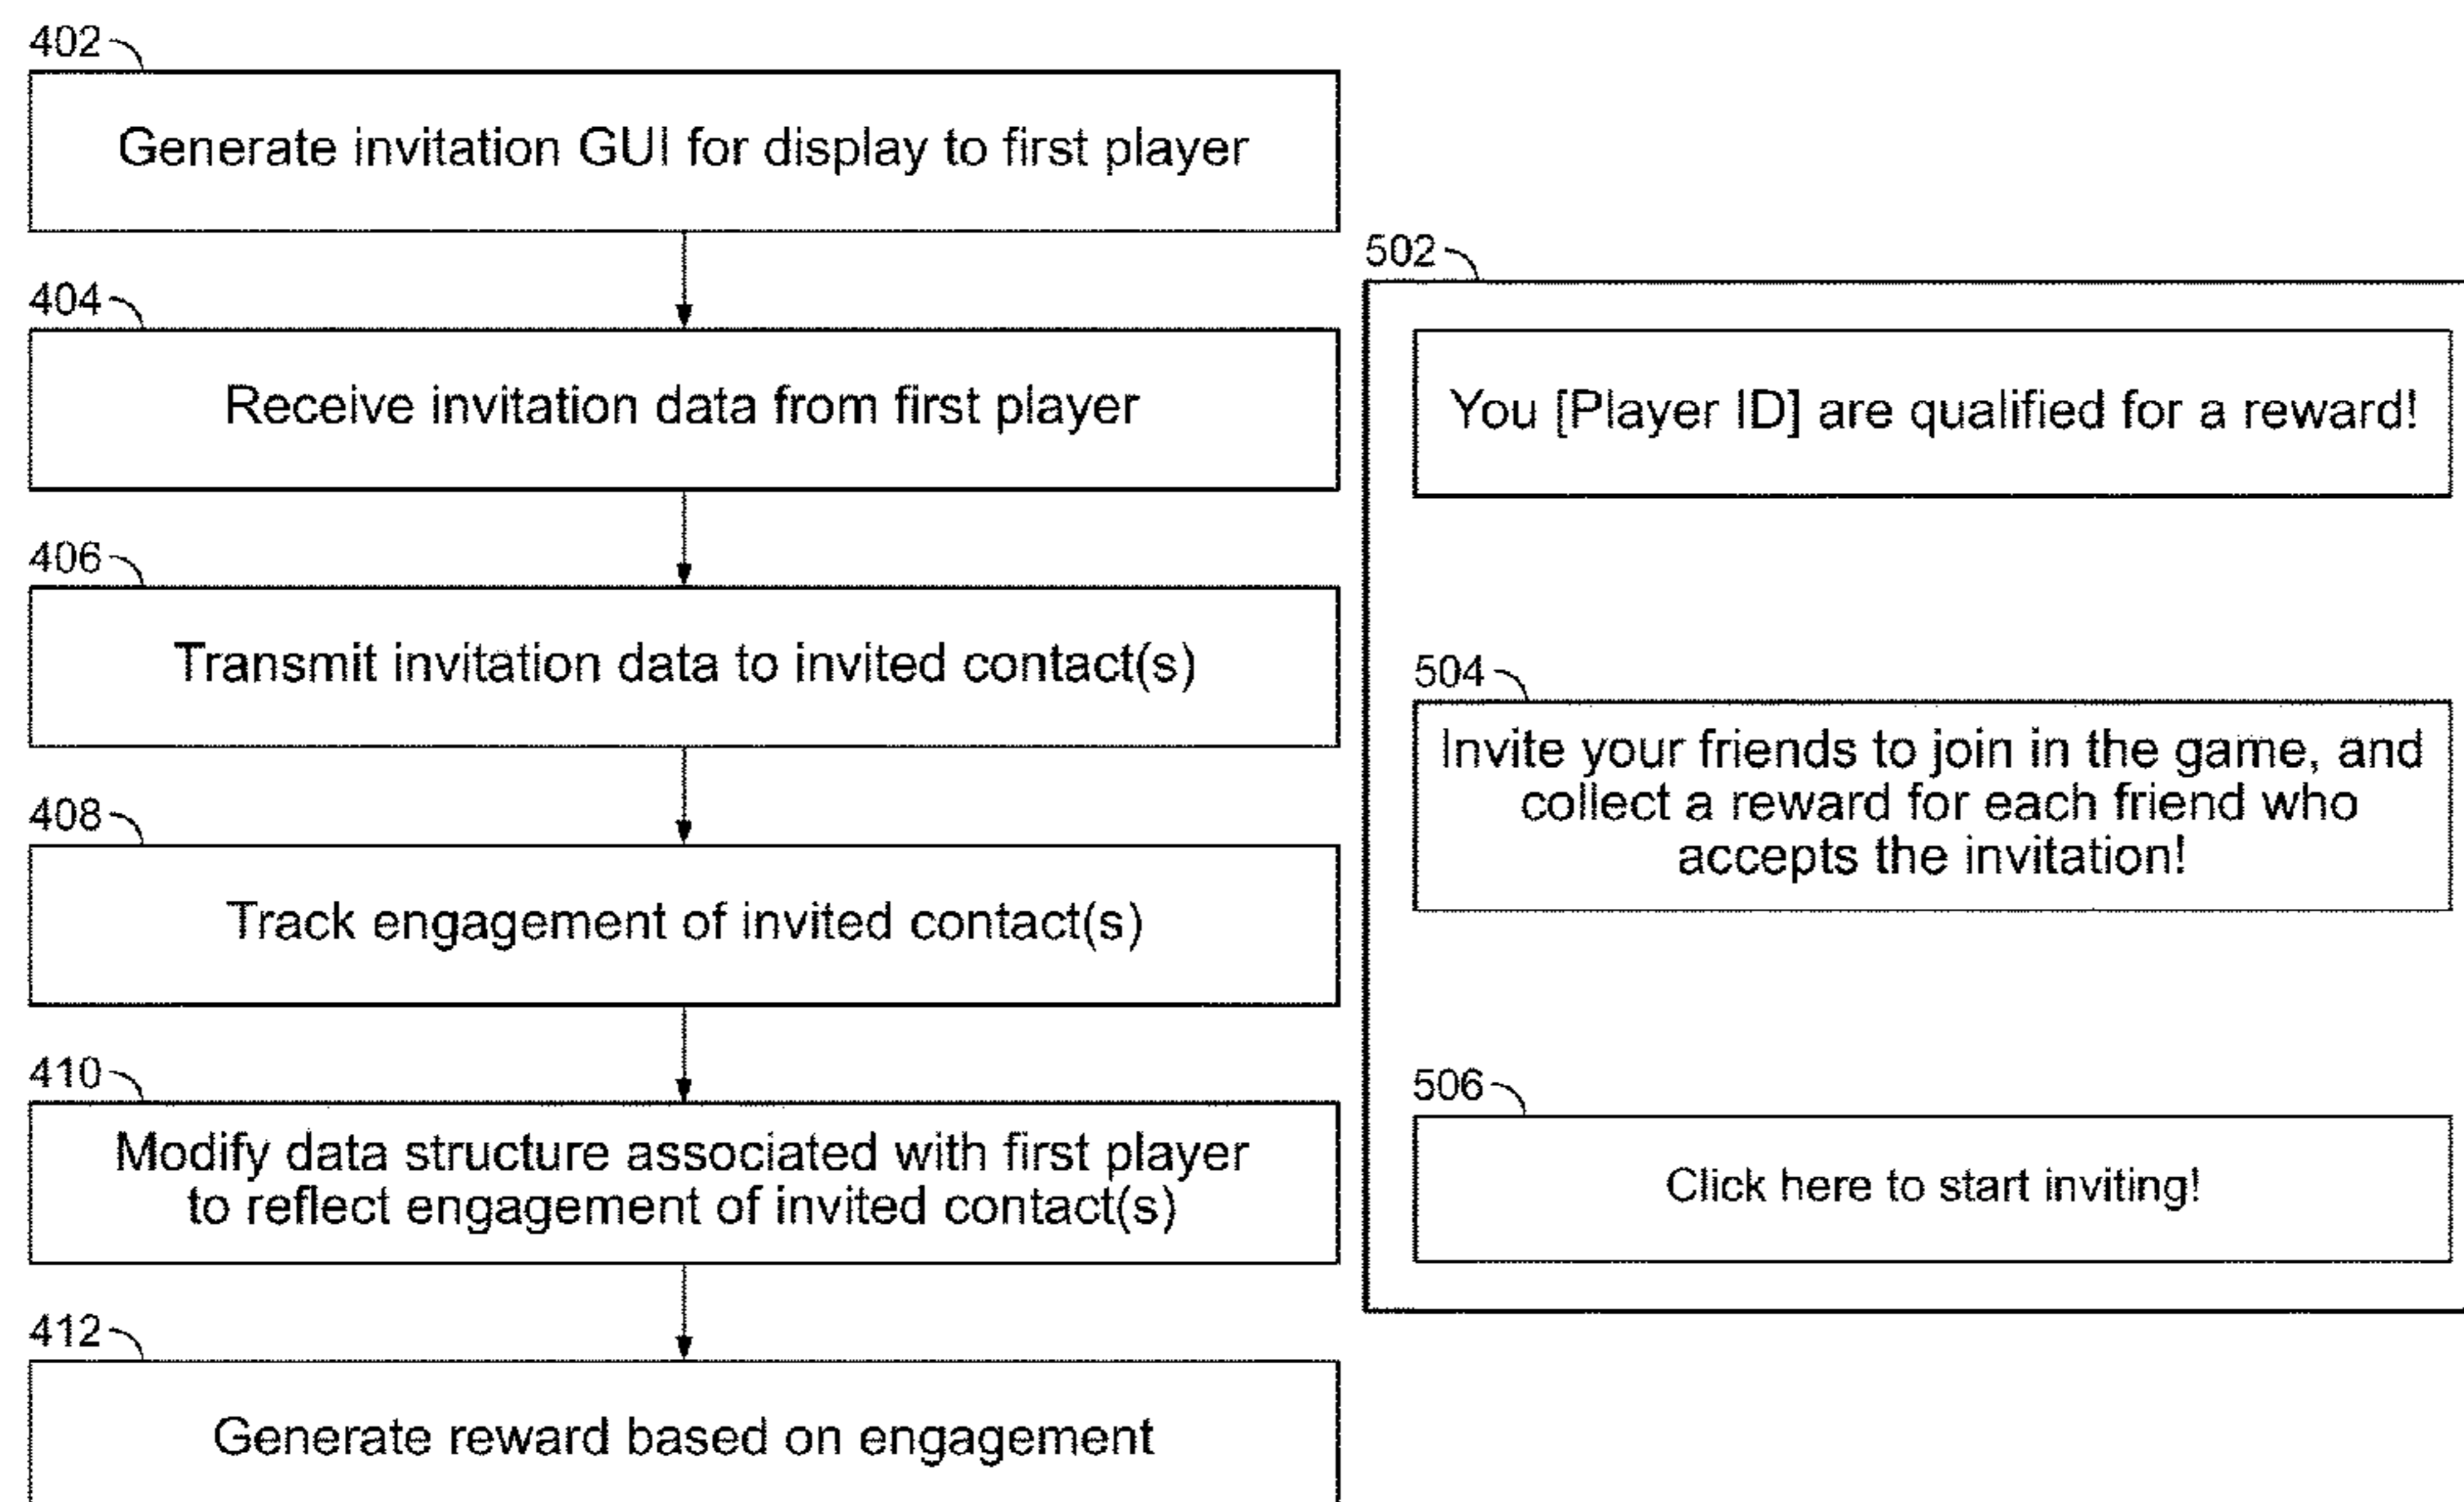 402
Generate invitation GUI for display to first player
404
Receive invitation data from first player
406
Transmit invitation data to invited contact(s)
408
Track engagement of invited contact(s)
410
Modify data structure associated with first player
to reflect engagement of invited contact(s)
412
Generate reward based on engagement
502
You [Player ID] are qualified for a reward!
504
Invite your friends to join in the game, and
collect a reward for each friend who
accepts the invitation!
506
Click here to start inviting!